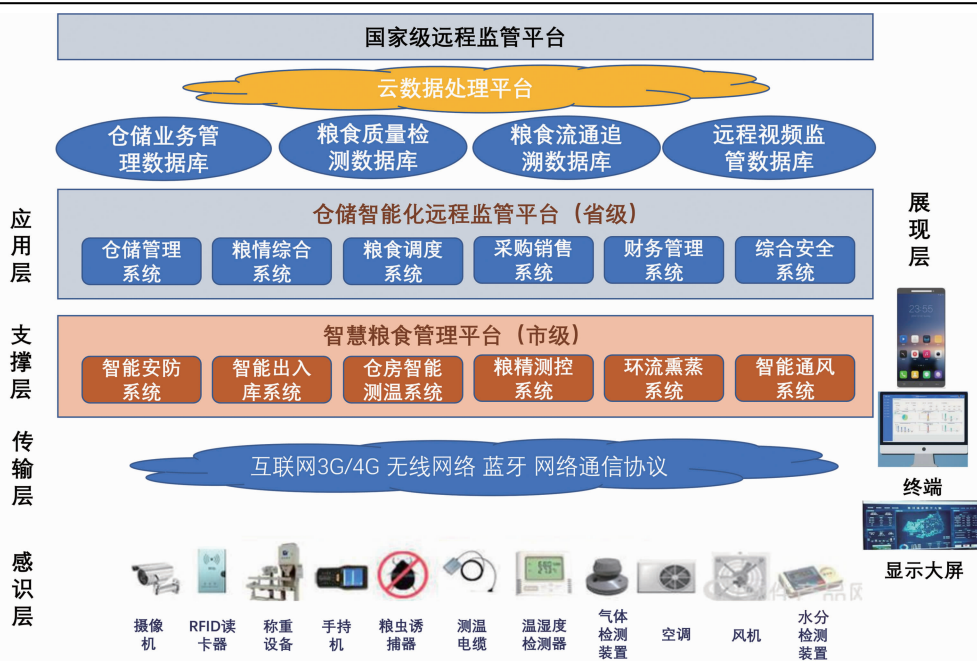 国家级远程监管平台
云数据处理平台
仓储业务管
理数据库
粮食质量检
测数据库
粮食流通追
溯数据库
远程视频监
管数据库
应用层
仓储智能化远程监管平台（省级）
仓储管理
系统
粮情综合
系统
粮食调度
系统
采购销售
系统
财务管理
系统
综合安全
系统
展现层
支撑层
智慧粮食管理平台（市级）
智能安防
系统
智能出入
库系统
仓房智能
测温系统
粮精测控
系统
环流熏蒸
系统
智能通风
系统
23:55
传输层
互联网3G/4G 无线网络 蓝牙 网络通信协议
终端
显示大屏
感识层
摄像
机
RFID读
卡器
称重
设备
手持
机
粮虫诱
捕器
测温
电缆
温湿度
检测器
气体
检测
装置
空调
风机
水分
检测
装置